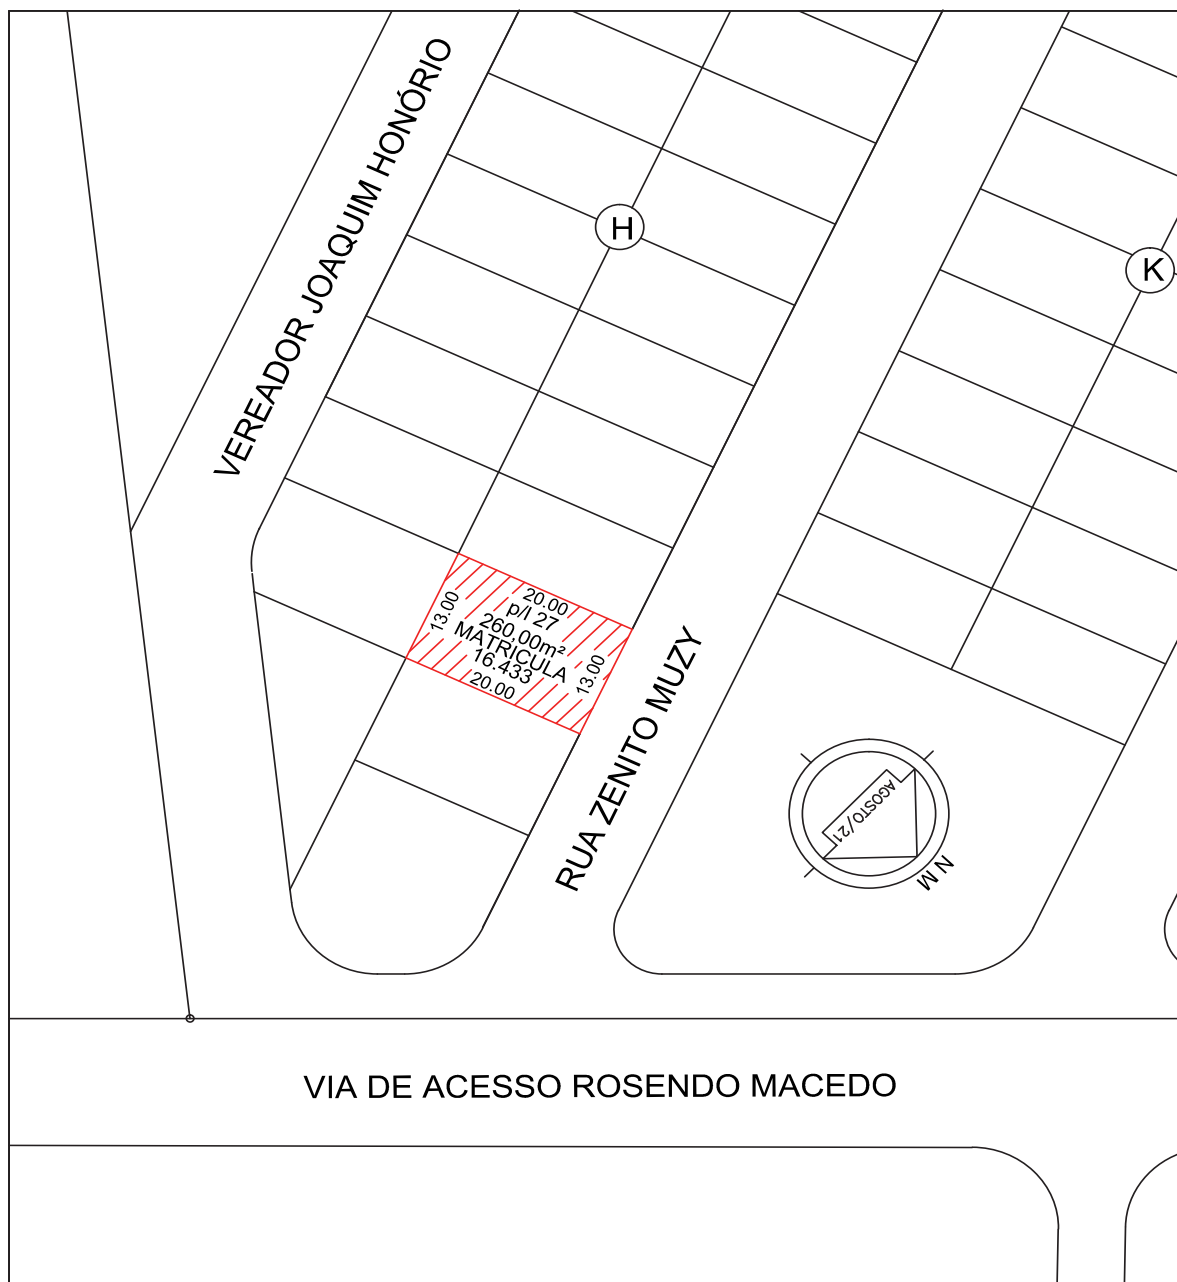 VEREADOR JOAQUIM HONÓRIO
H
K
20.00
13.00
p/l 27
260,00m²
MATRICULA
16.433
13.00
20.00
RUA ZENITO MUZY
AGOSTO/21
N M
VIA DE ACESSO ROSENDO MACEDO